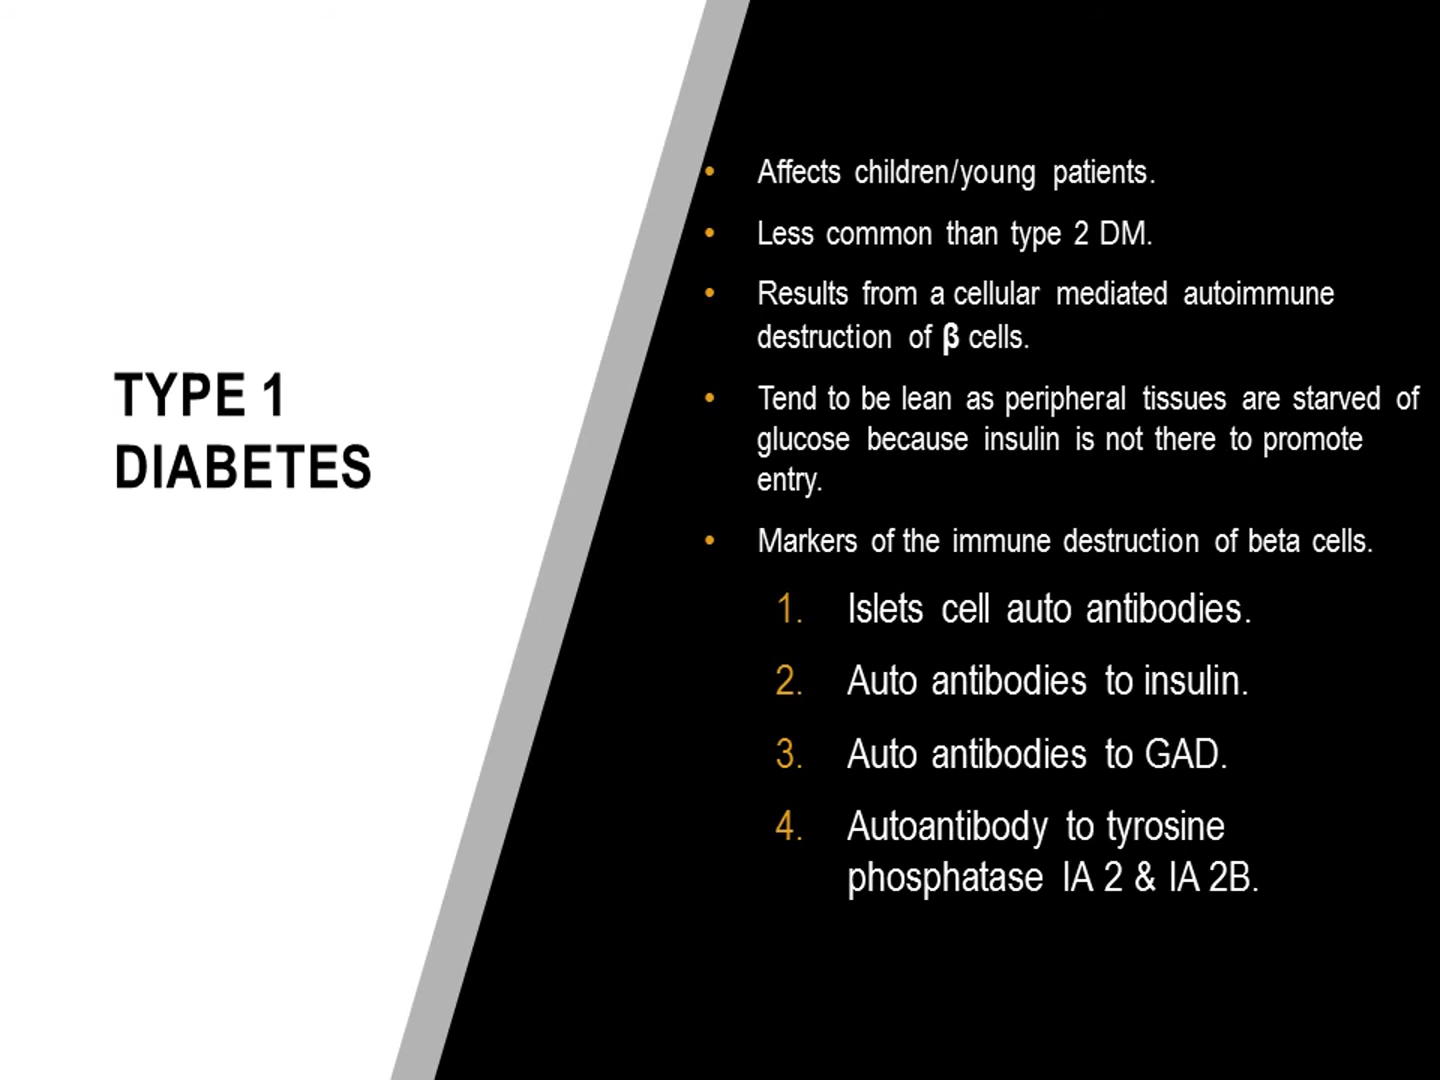 TYPE 1
DIABETES
• Affects children/young patients.
• Less common than type 2 DM.
• Results from a cellular mediated autoimmune
destruction of β cells.
• Tend to be lean as peripheral tissues are starved of
glucose because insulin is not there to promote
entry.
• Markers of the immune destruction of beta cells.
1. Islets cell auto antibodies.
2. Auto antibodies to insulin.
3. Auto antibodies to GAD.
4. Autoantibody to tyrosine
phosphatase IA 2 & IA 2B.